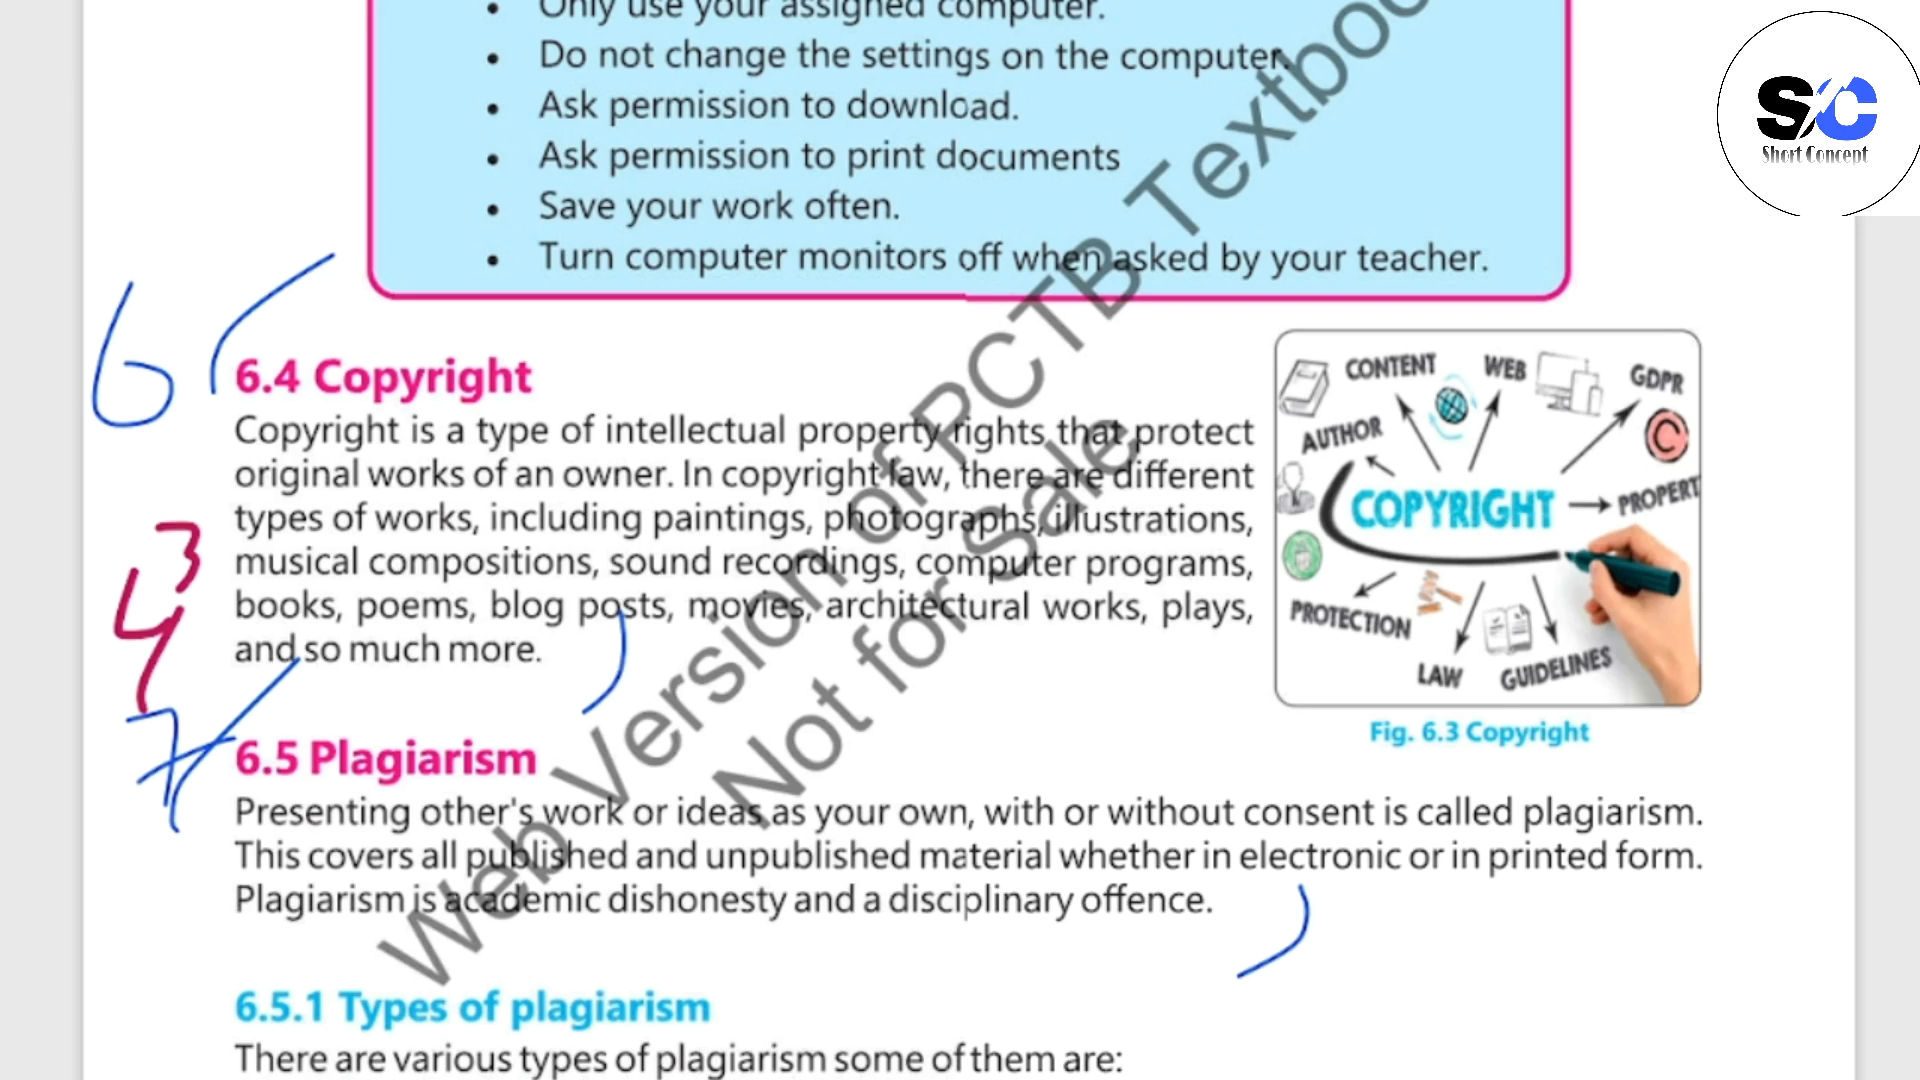 • Only use your assigned computer.
• Do not change the settings on the computer.
• Ask permission to download.
• Ask permission to print documents
• Save your work often.
• Turn computer monitors off when asked by your teacher.
SC
Short Concept
6
6.4 Copyright
Copyright is a type of intellectual property rights that protect
original works of an owner. In copyright law, there are different
types of works, including paintings, photographs, illustrations,
musical compositions, sound recordings, computer programs,
books, poems, blog posts, movies, architectural works, plays,
and so much more.
CONTENT
WEB
GDPR
AUTHOR
C
COPYRIGHT
PROPERT
PROTECTION
LAW
GUIDELINES
Fig. 6.3 Copyright
3
4
7
6.5 Plagiarism
Presenting other's work or ideas as your own, with or without consent is called plagiarism.
This covers all published and unpublished material whether in electronic or in printed form.
Plagiarism is academic dishonesty and a disciplinary offence.
6.5.1 Types of plagiarism
There are various types of plagiarism some of them are:
Web Version of PCTB Textboo
Not for Sale